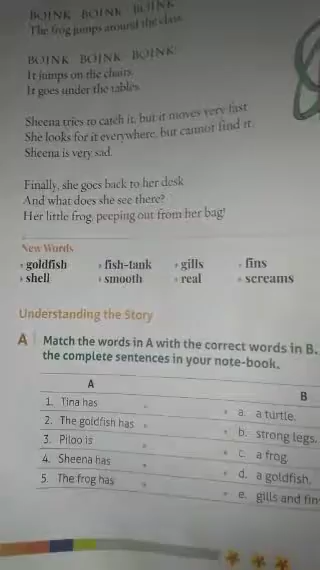 BOINK BOINK BOINK
The frog jumps around the class.
BOINK BOINK BOINK!
It jumps on the chairs.
It goes under the tables.
Sheena tries to catch it, but it moves very fast.
She looks for it everywhere, but cannot find it.
Sheena is very sad.
Finally, she goes back to her desk.
And what does she see there?
Her little frog, peeping out from her bag!
New Words
goldfish fish-tank gills fins
shell smooth real screams
Understanding the Story
A Match the words in A with the correct words in B.
the complete sentences in your note-book.
A B
1. Tina has a. a turtle.
2. The goldfish has b. strong legs.
3. Piloo is c. a frog.
4. Sheena has d. a goldfish.
5. The frog has e. gills and fin